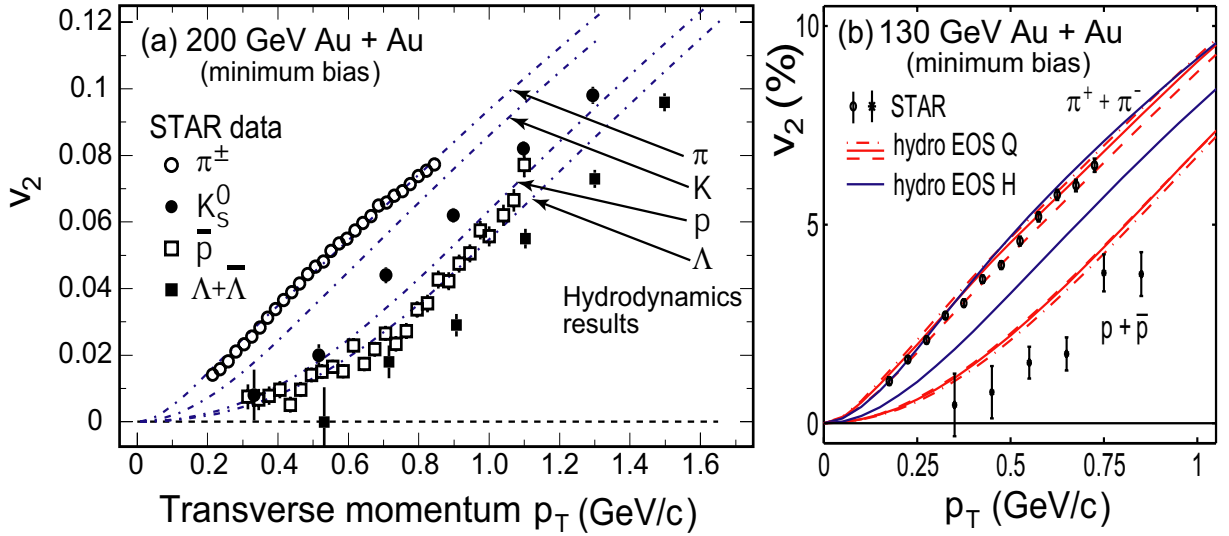 (a) 200 GeV Au + Au
(minimum bias)
STAR data
π±
K⁰_S
p̅
Λ+Λ̅
π
K
p
Λ
Hydrodynamics
results
v₂
0.12
0.1
0.08
0.06
0.04
0.02
0
0 0.2 0.4 0.6 0.8 1.0 1.2 1.4 1.6
Transverse momentum p_T (GeV/c)
(b) 130 GeV Au + Au
(minimum bias)
STAR
hydro EOS Q
hydro EOS H
π⁺ + π⁻
p + p̅
v₂ (%)
10
5
0
0 0.25 0.5 0.75 1
p_T (GeV/c)